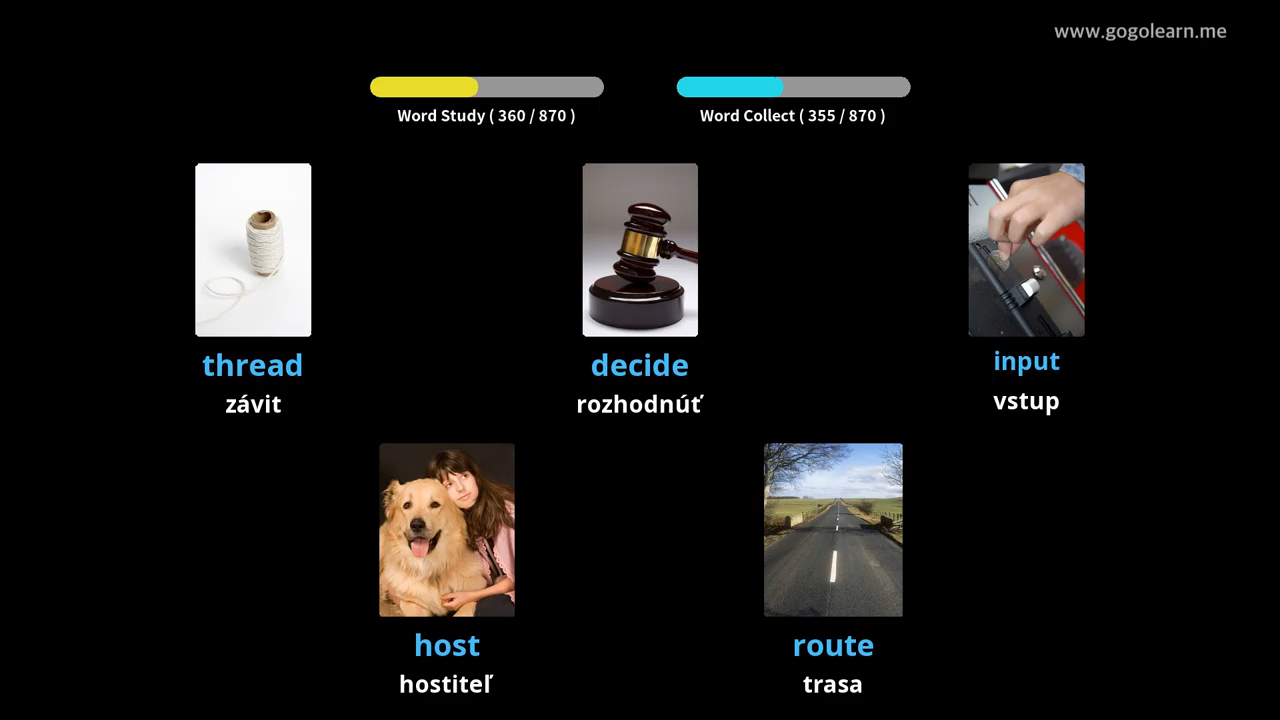 www.gogolearn.me
Word Study ( 360 / 870 )
Word Collect ( 355 / 870 )
thread
závit
decide
rozhodnúť
input
vstup
host
hostiteľ
route
trasa